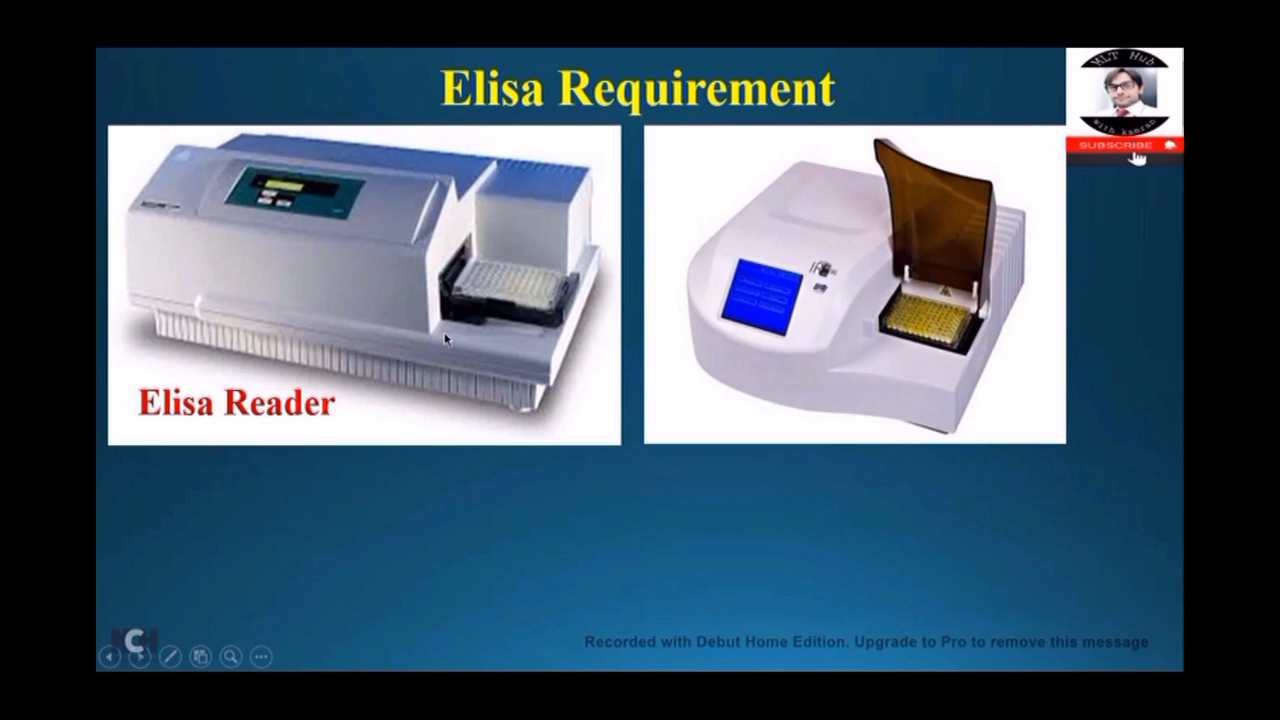 Elisa Requirement
MLT Hub
with kamran
SUBSCRIBE
Elisa Reader
Recorded with Debut Home Edition. Upgrade to Pro to remove this message